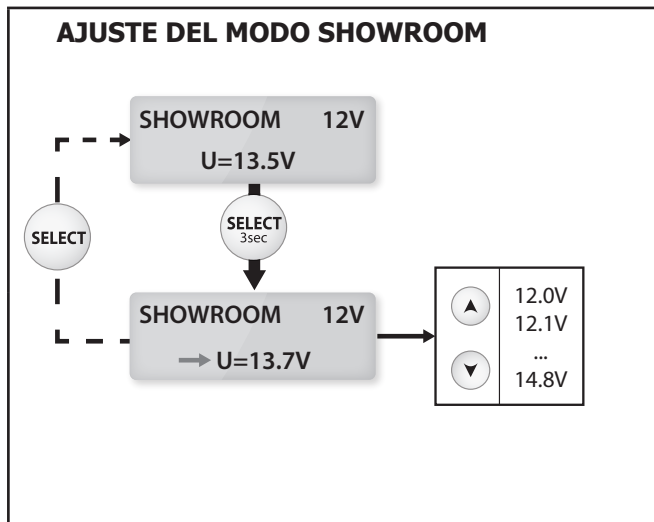 AJUSTE DEL MODO SHOWROOM
SHOWROOM 12V
U=13.5V
SELECT
SELECT
3sec
SHOWROOM 12V
U=13.7V
12.0V
12.1V
...
14.8V